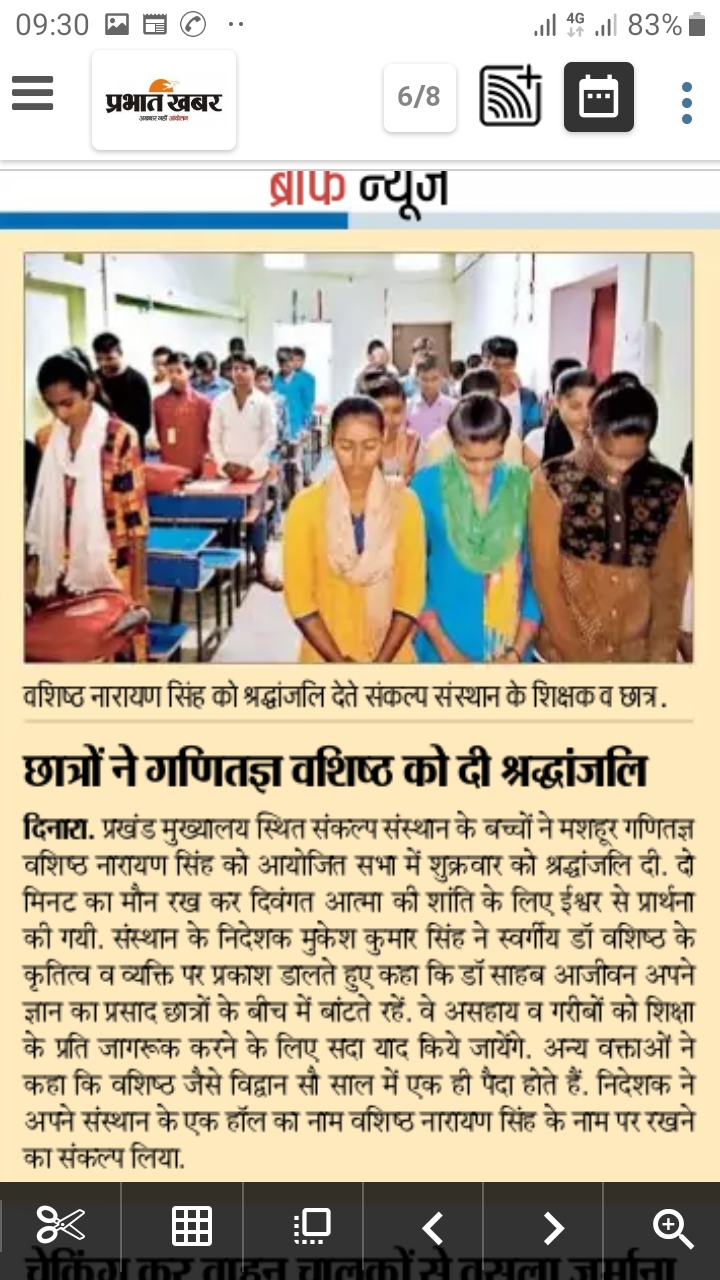 09:30
4G
83%
प्रभात खबर
अखबार नहीं आंदोलन
6/8
ब्रीफ न्यूज
वशिष्ठ नारायण सिंह को श्रद्धांजलि देते संकल्प संस्थान के शिक्षक व छात्र.
छात्रों ने गणितज्ञ वशिष्ठ को दी श्रद्धांजलि
दिनारा. प्रखंड मुख्यालय स्थित संकल्प संस्थान के बच्चों ने मशहूर गणितज्ञ
वशिष्ठ नारायण सिंह को आयोजित सभा में शुक्रवार को श्रद्धांजलि दी. दो
मिनट का मौन रख कर दिवंगत आत्मा की शांति के लिए ईश्वर से प्रार्थना
की गयी. संस्थान के निदेशक मुकेश कुमार सिंह ने स्वर्गीय डॉ वशिष्ठ के
कृतित्व व व्यक्ति पर प्रकाश डालते हुए कहा कि डॉ साहब आजीवन अपने
ज्ञान का प्रसाद छात्रों के बीच में बांटते रहें. वे असहाय व गरीबों को शिक्षा
के प्रति जागरूक करने के लिए सदा याद किये जायेंगे. अन्य वक्ताओं ने
कहा कि वशिष्ठ जैसे विद्वान सौ साल में एक ही पैदा होते हैं. निदेशक ने
अपने संस्थान के एक हॉल का नाम वशिष्ठ नारायण सिंह के नाम पर रखने
का संकल्प लिया.
चेकिंग कर वाहन चालकों से वसूला जुर्माना